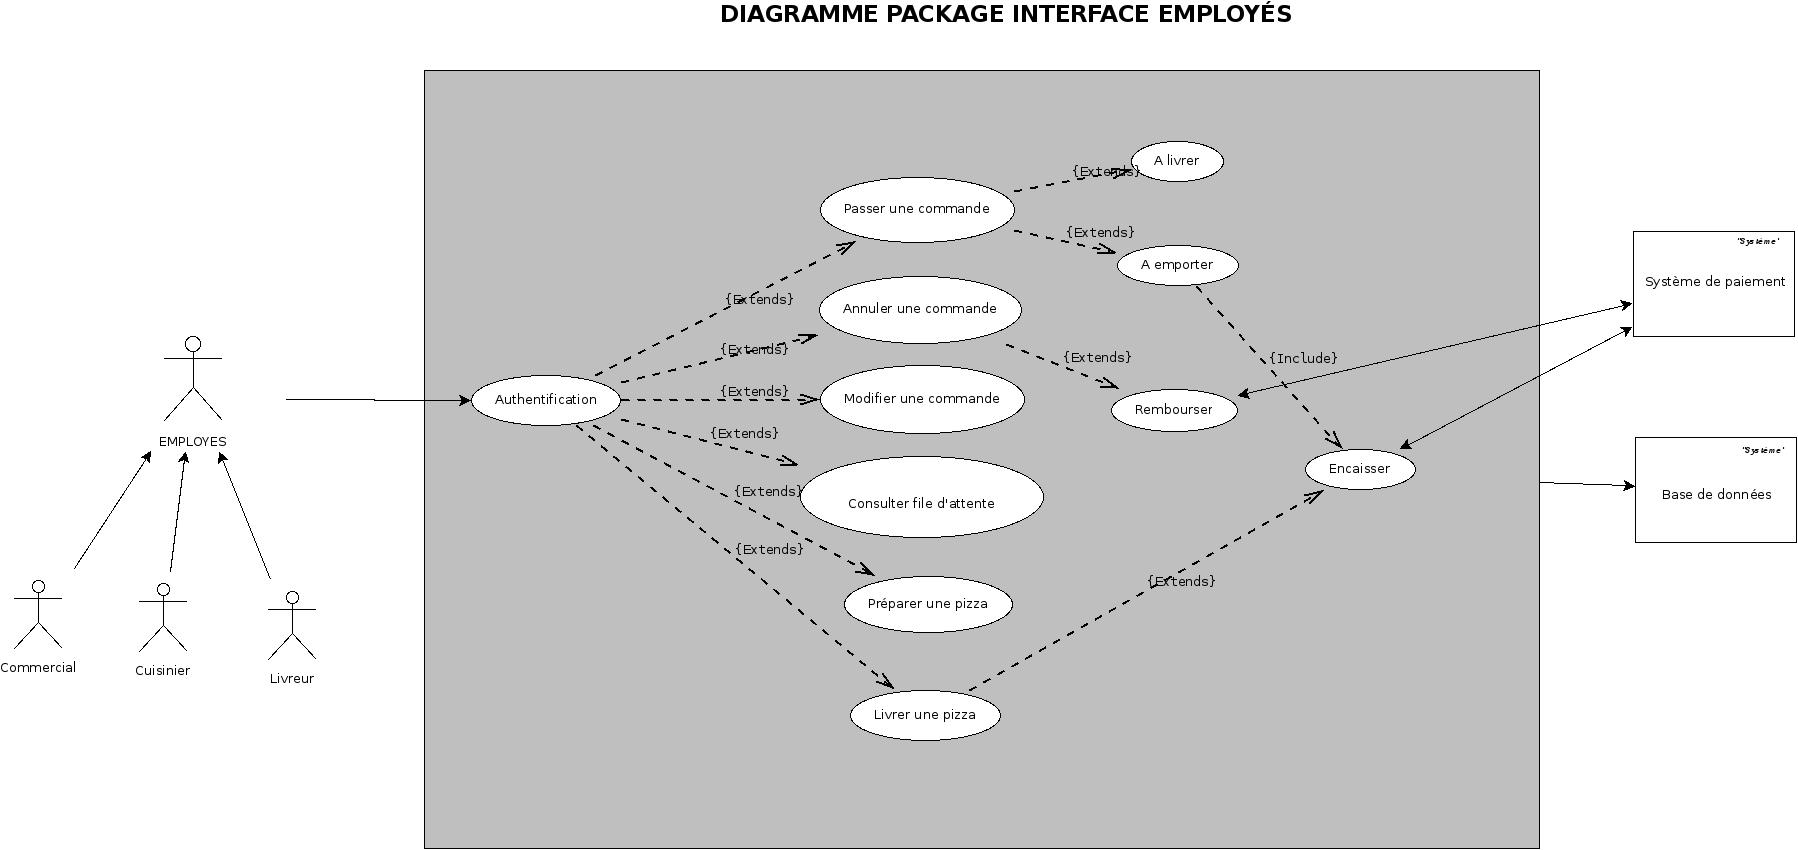 DIAGRAMME PACKAGE INTERFACE EMPLOYÉS
A livrer
{Extends}
Passer une commande
{Extends}
A emporter
"Système"
Système de paiement
{Extends}
Annuler une commande
{Extends}
{Extends}
{Include}
Authentification
{Extends}
Modifier une commande
Rembourser
EMPLOYES
{Extends}
"Système"
Encaisser
{Extends}
Consulter file d'attente
Base de données
{Extends}
{Extends}
Préparer une pizza
Commercial
Cuisinier
Livreur
Livrer une pizza